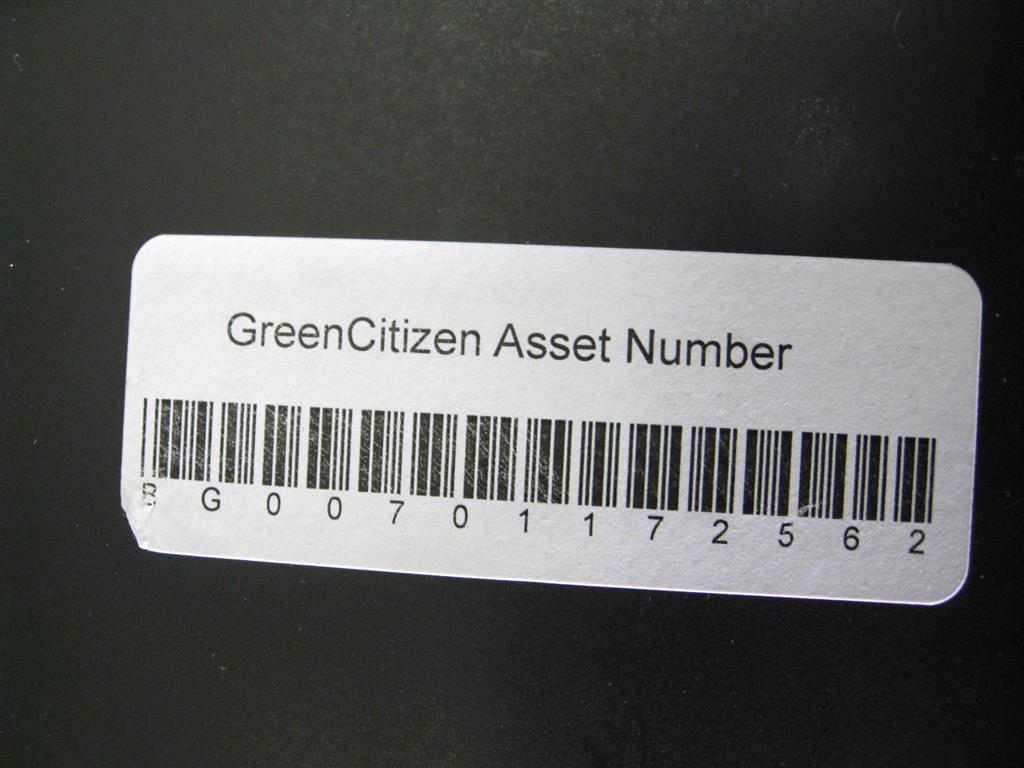 GreenCitizen Asset Number
B G 0 0 7 0 1 1 7 2 5 6 2